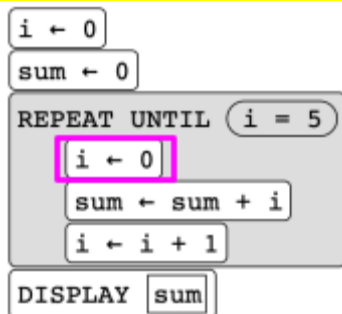 i ← 0
sum ← 0
REPEAT UNTIL i = 5
i ← 0
sum ← sum + i
i ← i + 1
DISPLAY sum